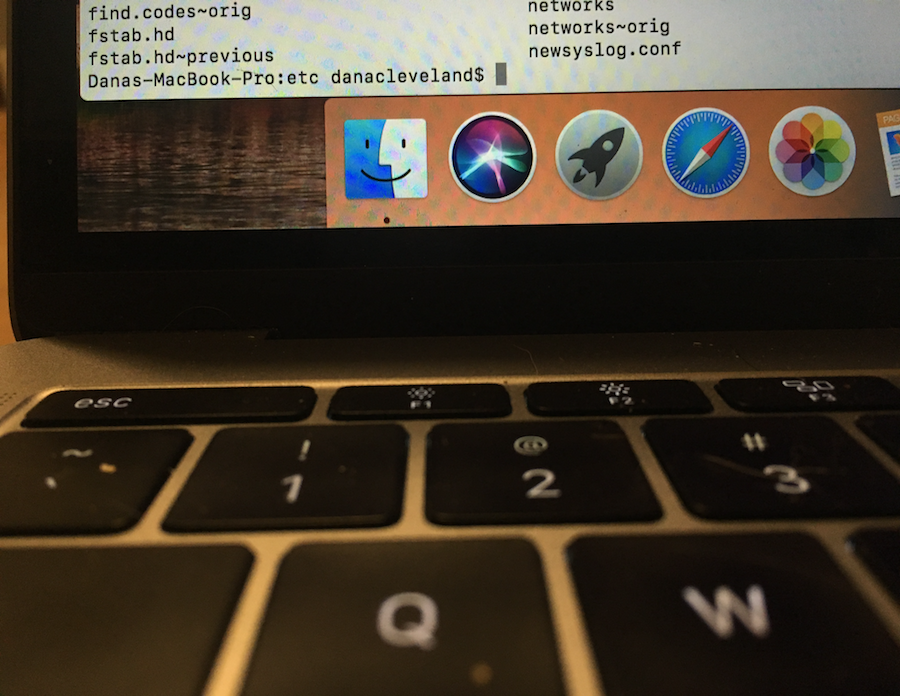 find.codes~orig networks
fstab.hd networks~orig
fstab.hd~previous newsyslog.conf
Danas-MacBook-Pro:etc danacleveland$
PAG
esc F1 F2 F3
~ ! @ #
` 1 2 3
Q W